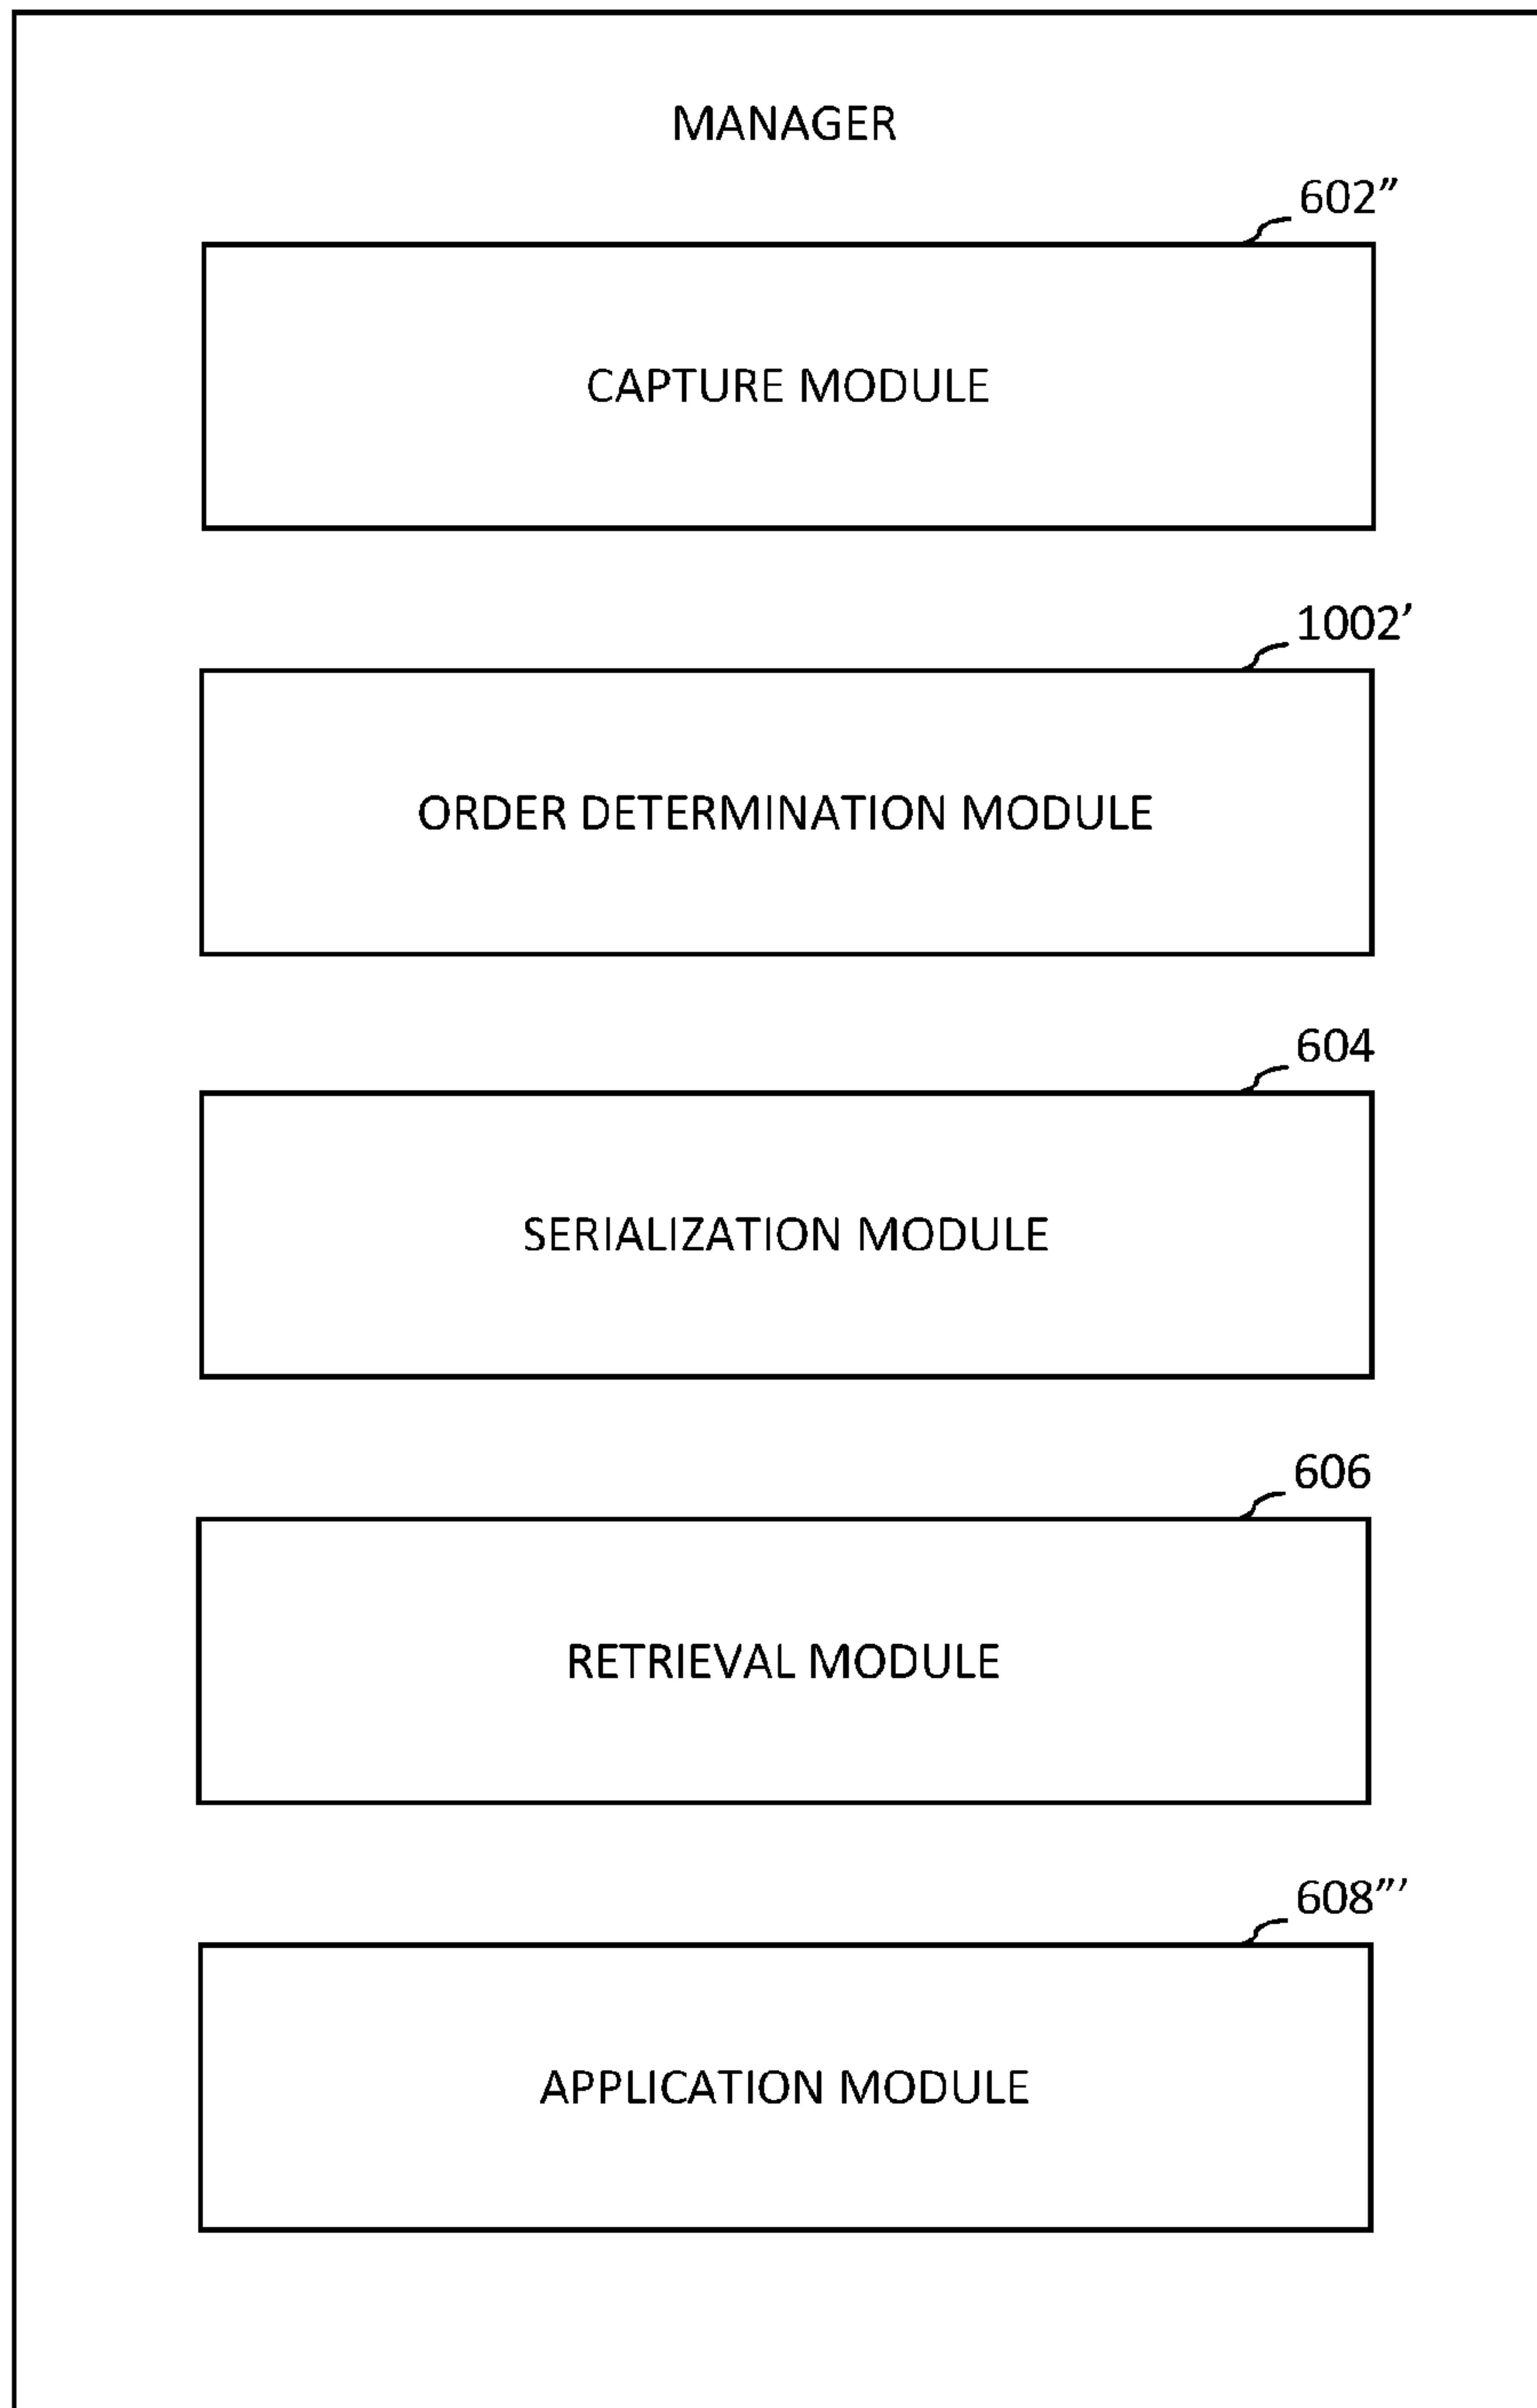 MANAGER
602”
CAPTURE MODULE
1002’
ORDER DETERMINATION MODULE
604
SERIALIZATION MODULE
606
RETRIEVAL MODULE
608”’
APPLICATION MODULE